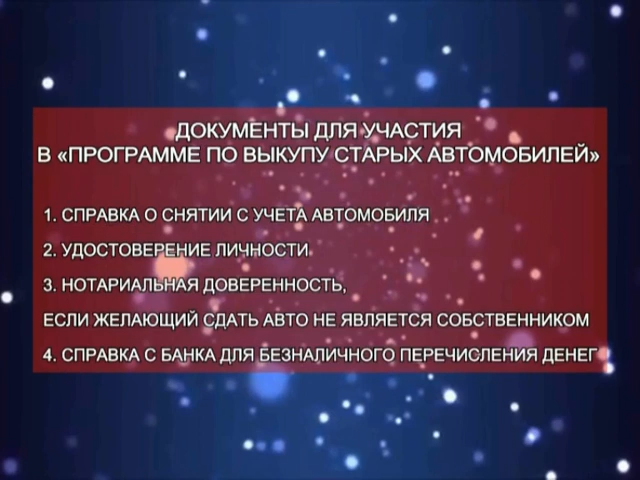 ДОКУМЕНТЫ ДЛЯ УЧАСТИЯ
В «ПРОГРАММЕ ПО ВЫКУПУ СТАРЫХ АВТОМОБИЛЕЙ»
1. СПРАВКА О СНЯТИИ С УЧЕТА АВТОМОБИЛЯ
2. УДОСТОВЕРЕНИЕ ЛИЧНОСТИ
3. НОТАРИАЛЬНАЯ ДОВЕРЕННОСТЬ,
ЕСЛИ ЖЕЛАЮЩИЙ СДАТЬ АВТО НЕ ЯВЛЯЕТСЯ СОБСТВЕННИКОМ
4. СПРАВКА С БАНКА ДЛЯ БЕЗНАЛИЧНОГО ПЕРЕЧИСЛЕНИЯ ДЕНЕГ